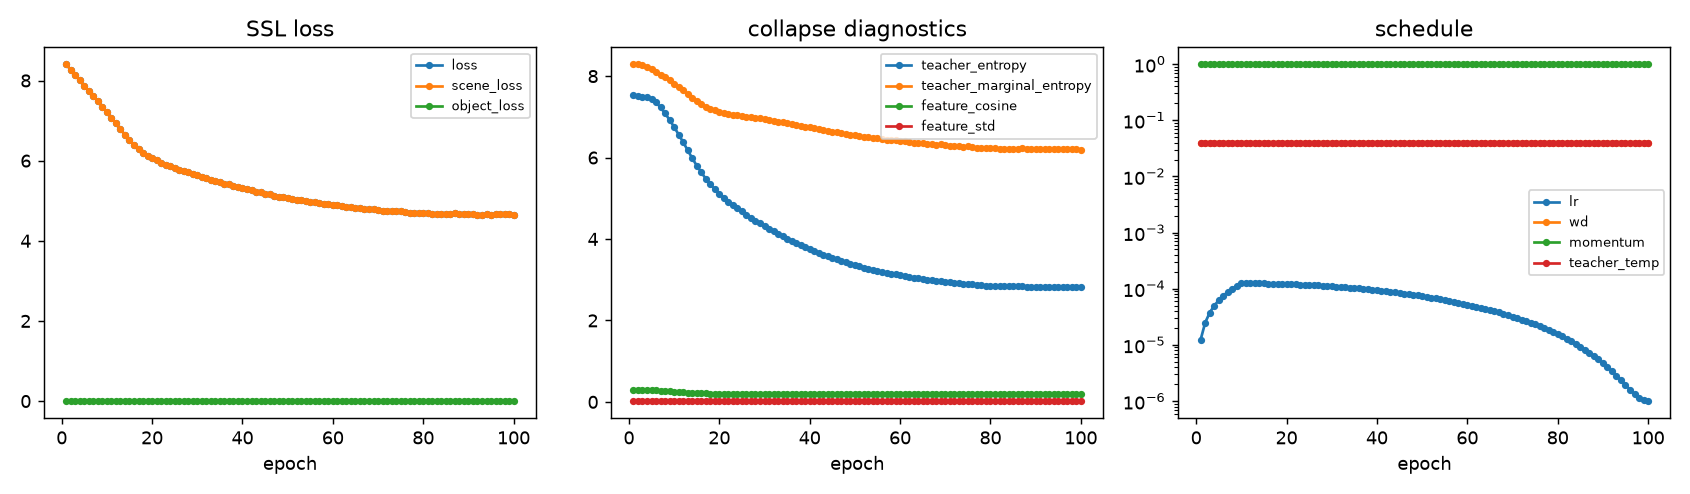 SSL loss
loss
scene_loss
object_loss
8
6
4
2
0
0 20 40 60 80 100
epoch
collapse diagnostics
teacher_entropy
teacher_marginal_entropy
feature_cosine
feature_std
8
6
4
2
0
0 20 40 60 80 100
epoch
schedule
10⁰
10⁻¹
10⁻²
10⁻³
10⁻⁴
10⁻⁵
10⁻⁶
lr
wd
momentum
teacher_temp
0 20 40 60 80 100
epoch